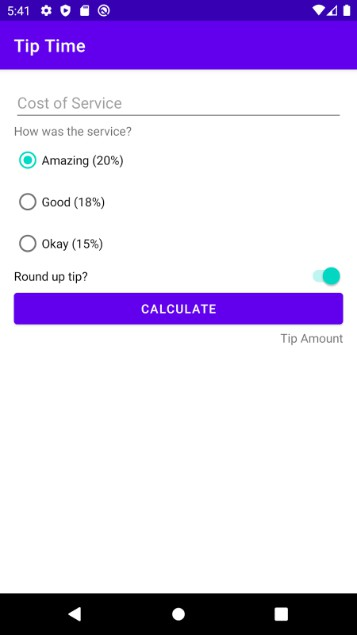 5:41
Tip Time
Cost of Service
How was the service?
Amazing (20%)
Good (18%)
Okay (15%)
Round up tip?
CALCULATE
Tip Amount